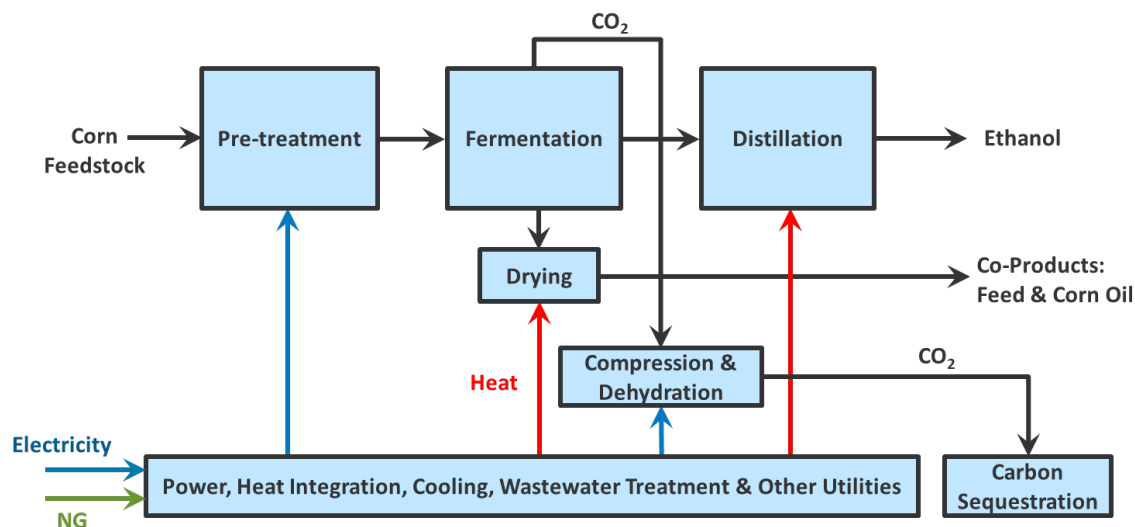 CO₂
Corn
Feedstock
Pre-treatment
Fermentation
Distillation
Ethanol
Drying
Co-Products:
Feed & Corn Oil
Heat
Compression &
Dehydration
CO₂
Electricity
NG
Power, Heat Integration, Cooling, Wastewater Treatment & Other Utilities
Carbon
Sequestration